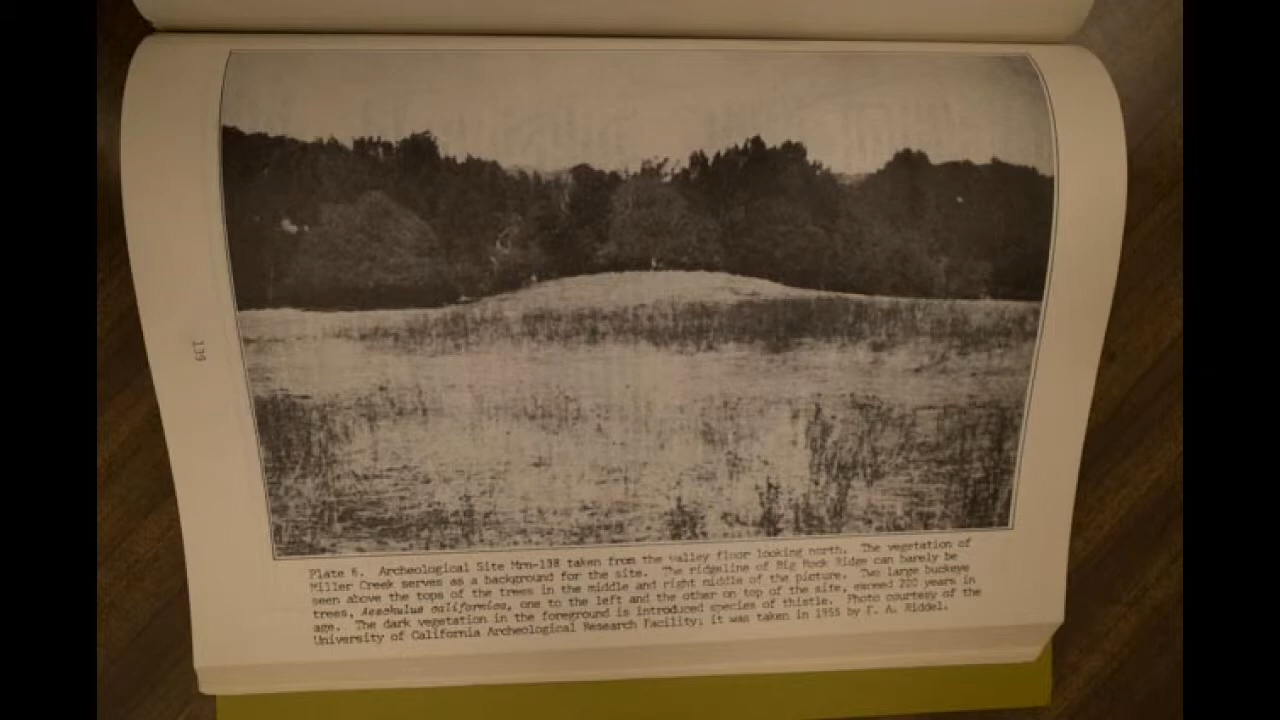 139
Plate 6. Archeological Site Mrn-138 taken from the valley floor looking north. The vegetation of
Miller Creek serves as a background for the site. The ridgeline of Big Rock Ridge can barely be
seen above the tops of the trees in the middle and right middle of the picture. Two large buckeye
trees, Aesckulus californica, one to the left and the other on top of the site, exceed 200 years in
age. The dark vegetation in the foreground is introduced species of thistle. Photo courtesy of the
University of California Archeological Research Facility; it was taken in 1955 by F. A. Riddel.